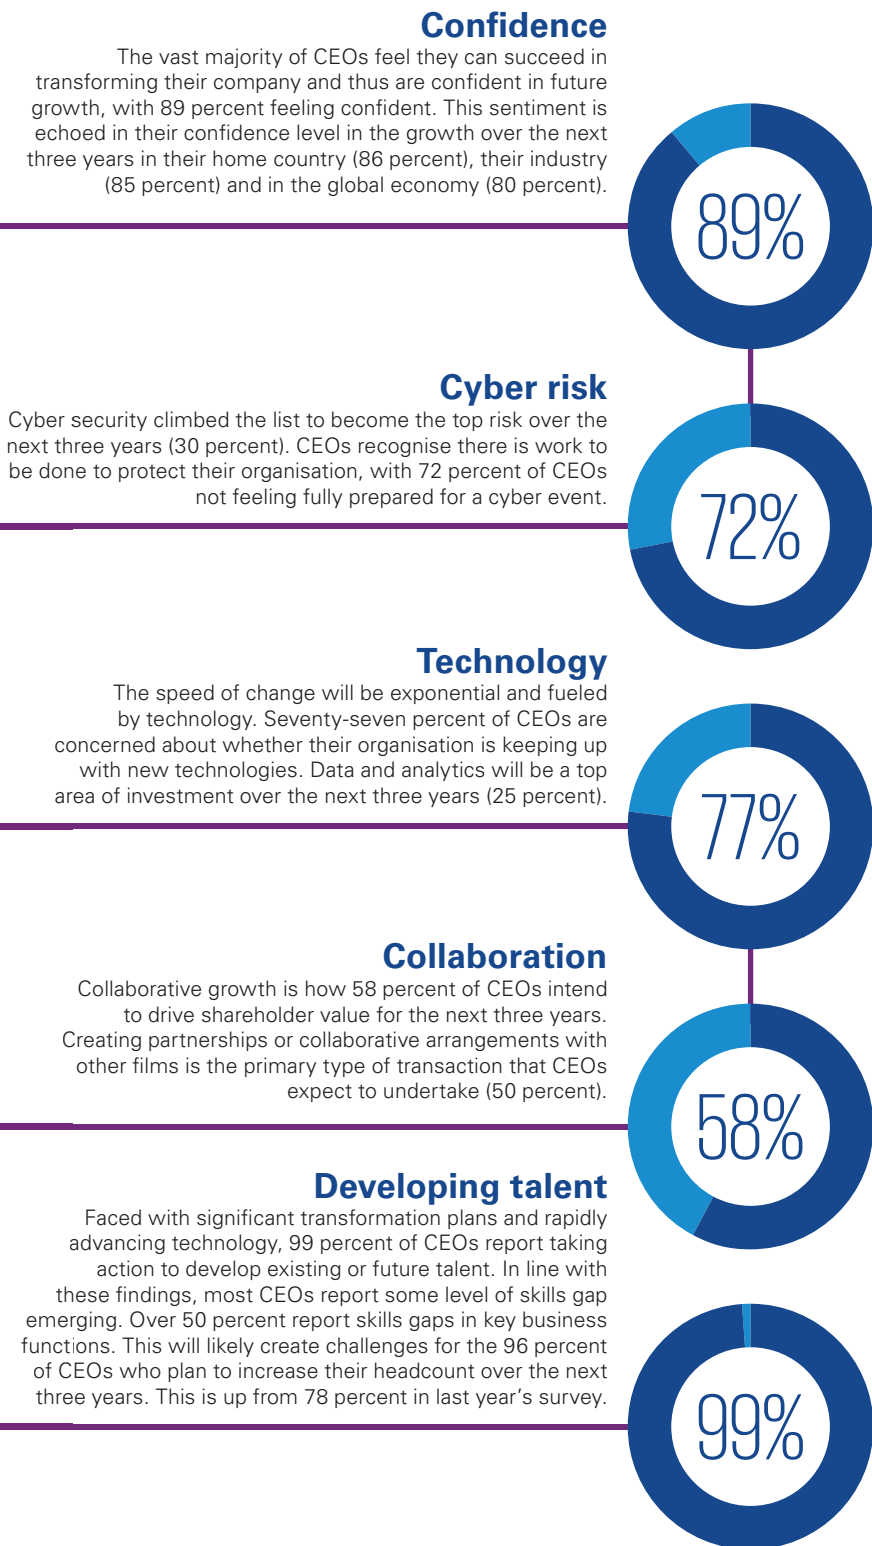 Confidence
The vast majority of CEOs feel they can succeed in
transforming their company and thus are confident in future
growth, with 89 percent feeling confident. This sentiment is
echoed in their confidence level in the growth over the next
three years in their home country (86 percent), their industry
(85 percent) and in the global economy (80 percent).
89%
Cyber risk
Cyber security climbed the list to become the top risk over the
next three years (30 percent). CEOs recognise there is work to
be done to protect their organisation, with 72 percent of CEOs
not feeling fully prepared for a cyber event.
72%
Technology
The speed of change will be exponential and fueled
by technology. Seventy-seven percent of CEOs are
concerned about whether their organisation is keeping up
with new technologies. Data and analytics will be a top
area of investment over the next three years (25 percent).
77%
Collaboration
Collaborative growth is how 58 percent of CEOs intend
to drive shareholder value for the next three years.
Creating partnerships or collaborative arrangements with
other films is the primary type of transaction that CEOs
expect to undertake (50 percent).
58%
Developing talent
Faced with significant transformation plans and rapidly
advancing technology, 99 percent of CEOs report taking
action to develop existing or future talent. In line with
these findings, most CEOs report some level of skills gap
emerging. Over 50 percent report skills gaps in key business
functions. This will likely create challenges for the 96 percent
of CEOs who plan to increase their headcount over the next
three years. This is up from 78 percent in last year's survey.
99%